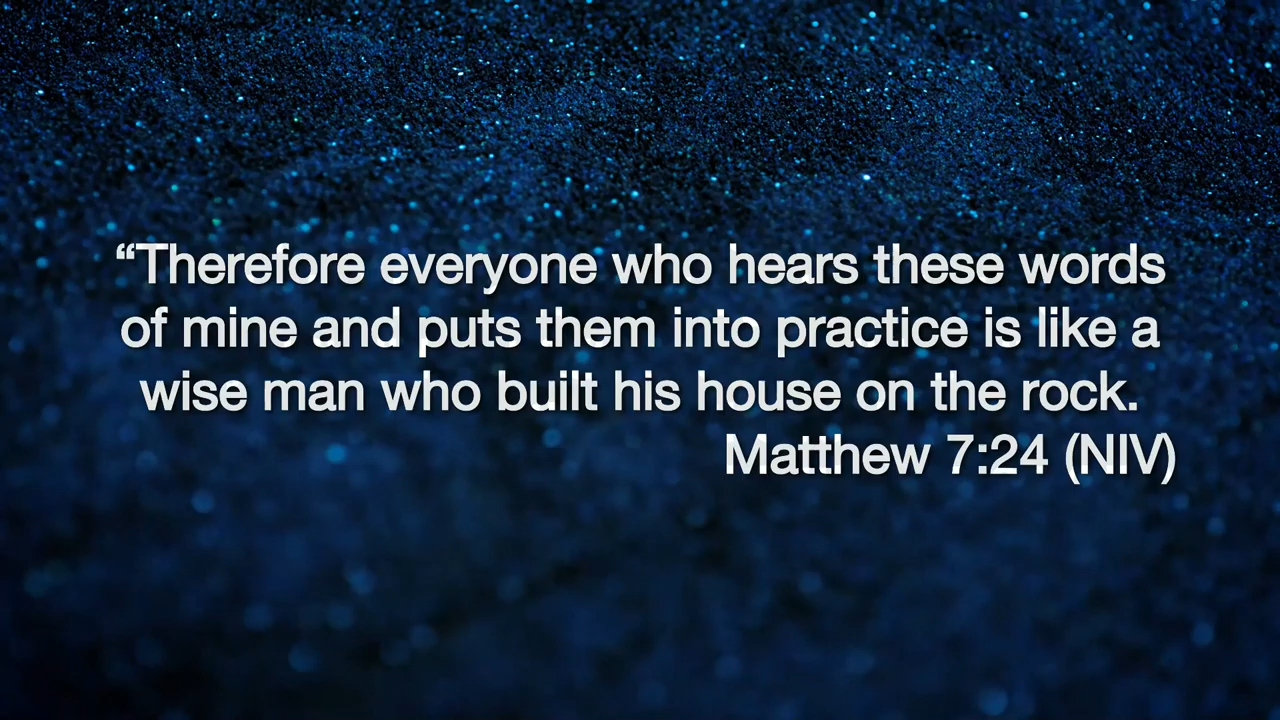 “Therefore everyone who hears these words
of mine and puts them into practice is like a
wise man who built his house on the rock.
Matthew 7:24 (NIV)